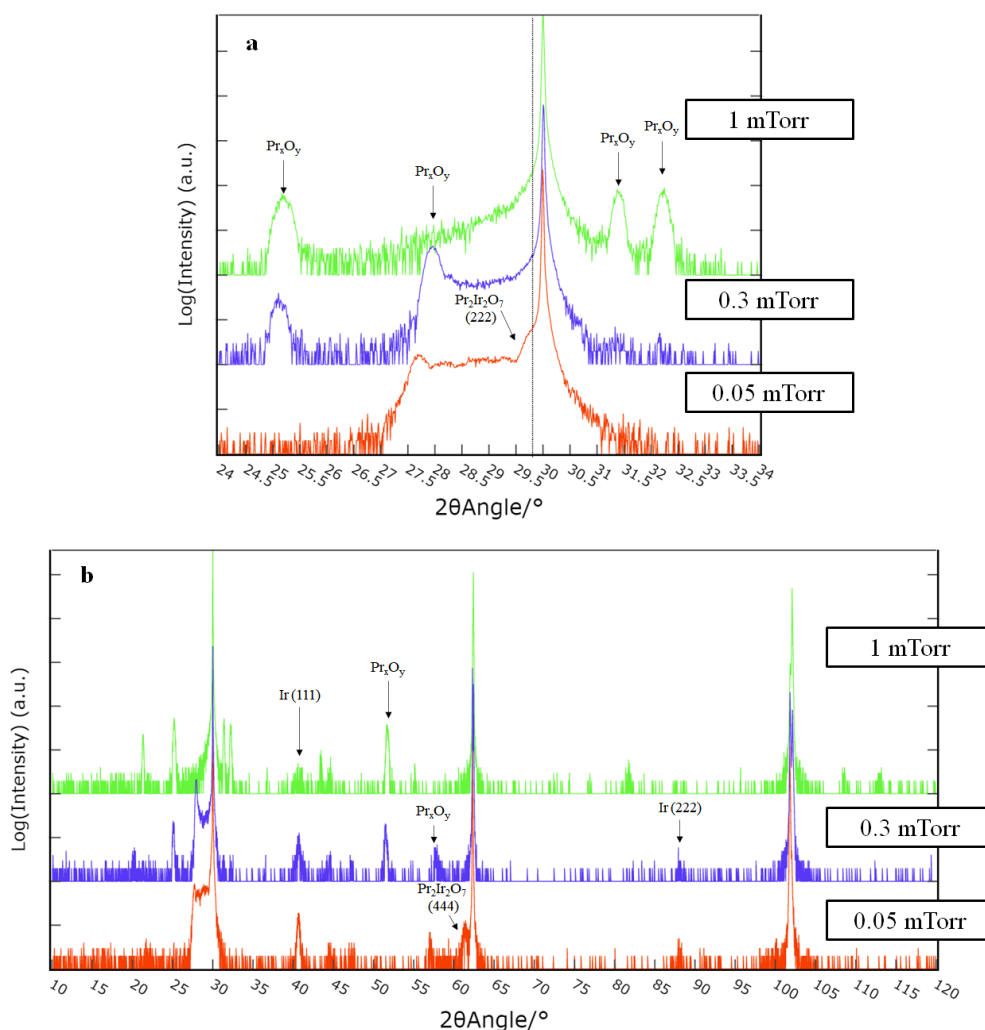 a
1 mTorr
PrxOy
PrxOy
PrxOy
PrxOy
0.3 mTorr
Pr2Ir2O7
(222)
0.05 mTorr
Log(Intensity) (a.u.)
24 24.5 25 25.5 26 26.5 27 27.5 28 28.5 29 29.5 30 30.5 31 31.5 32 32.5 33 33.5 34
2θAngle/°
b
1 mTorr
PrxOy
Ir (111)
Ir (222)
PrxOy
0.3 mTorr
Pr2Ir2O7
(444)
0.05 mTorr
Log(Intensity) (a.u.)
10 15 20 25 30 35 40 45 50 55 60 65 70 75 80 85 90 95 100 105 110 115 120
2θAngle/°